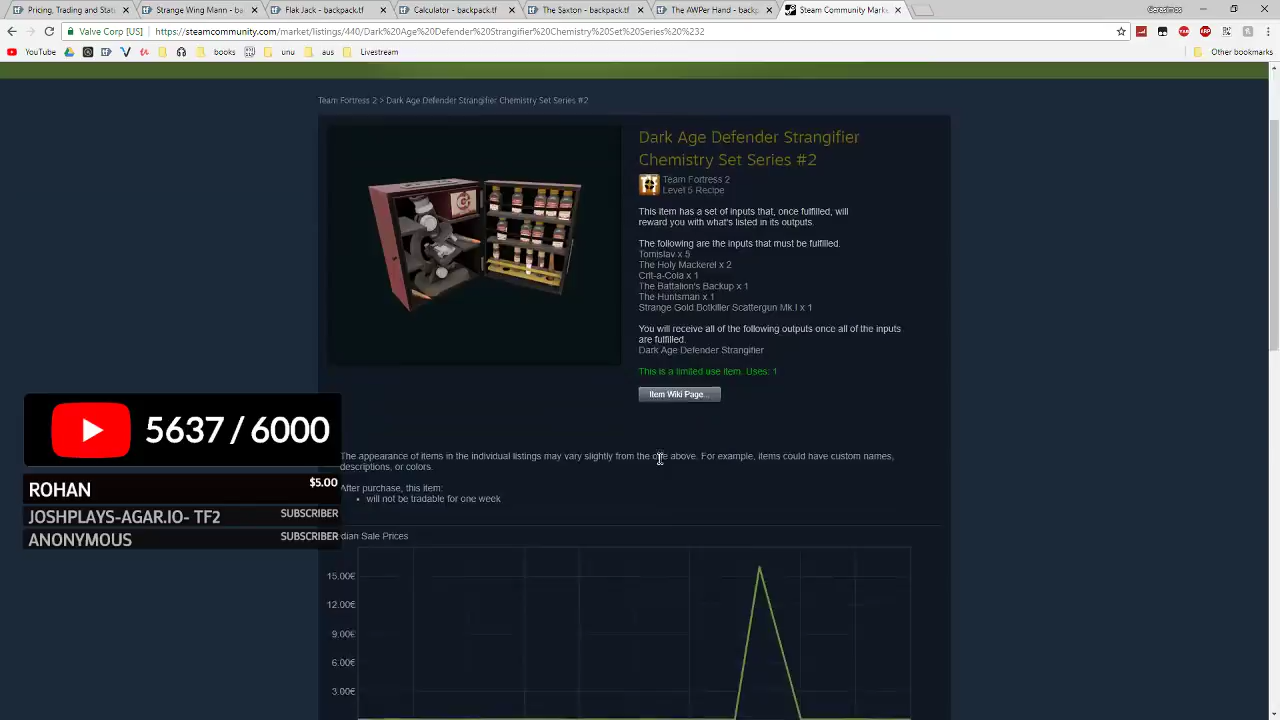 Pricing, Trading and Stat
Strange Wing Mann - ba
Flak Jack - backpack.tf
Calculator - backpack.tf
The Saxton - backpack.tf
The AWPer Hand - backp
Steam Community Mark
Valve Corp [US]
https://steamcommunity.com/market/listings/440/Dark%20Age%20Defender%20Strangifier%20Chemistry%20Set%20Series%20%232
YouTube
books
unu
aus
Livestream
Other bookmarks
Team Fortress 2 > Dark Age Defender Strangifier Chemistry Set Series #2
Dark Age Defender Strangifier
Chemistry Set Series #2
Team Fortress 2
Level 5 Recipe
This item has a set of inputs that, once fulfilled, will
reward you with what's listed in its outputs.
The following are the inputs that must be fulfilled.
Tomislav x 5
The Holy Mackerel x 2
Crit-a-Cola x 1
The Battalion's Backup x 1
The Huntsman x 1
Strange Gold Botkiller Scattergun Mk.I x 1
You will receive all of the following outputs once all of the inputs
are fulfilled.
Dark Age Defender Strangifier
This is a limited use item. Uses: 1
Item Wiki Page...
5637 / 6000
ROHAN $5.00
JOSHPLAYS-AGAR.IO- TF2 SUBSCRIBER
ANONYMOUS SUBSCRIBER
The appearance of items in the individual listings may vary slightly from the one above. For example, items could have custom names,
descriptions, or colors.
After purchase, this item:
• will not be tradable for one week
dian Sale Prices
15.00€
12.00€
9.00€
6.00€
3.00€